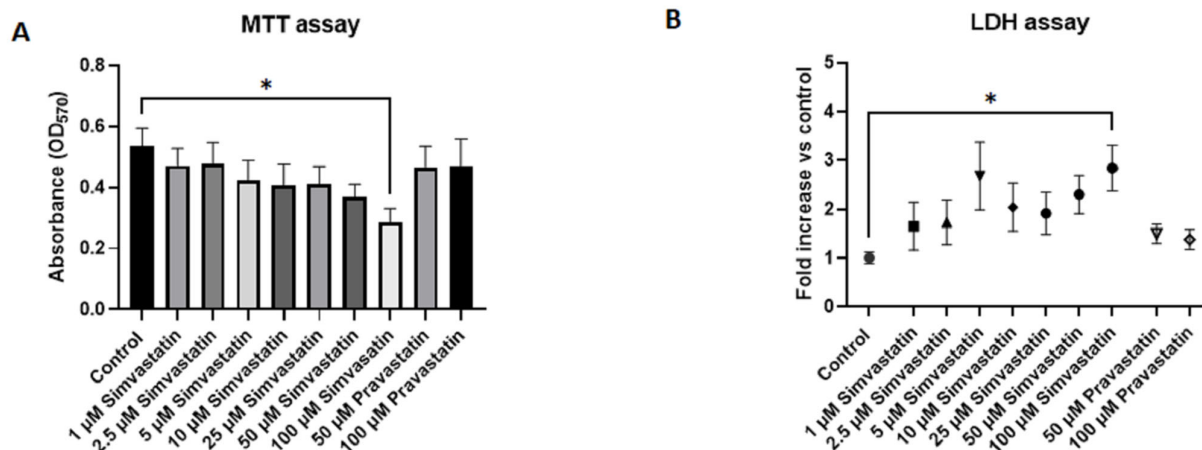 A
MTT assay
Absorbance (OD570)
0.8
0.6
0.4
0.2
0.0
*
Control
1 µM Simvastatin
2.5 µM Simvastatin
5 µM Simvastatin
10 µM Simvastatin
25 µM Simvastatin
50 µM Simvastatin
100 µM Simvasatin
50 µM Pravastatin
100 µM Pravastatin
B
LDH assay
Fold increase vs control
5
4
3
2
1
0
*
Control
1 µM Simvastatin
2.5 µM Simvastatin
5 µM Simvastatin
10 µM Simvastatin
25 µM Simvastatin
50 µM Simvastatin
100 µM Simvastatin
50 µM Pravastatin
100 µM Pravastatin